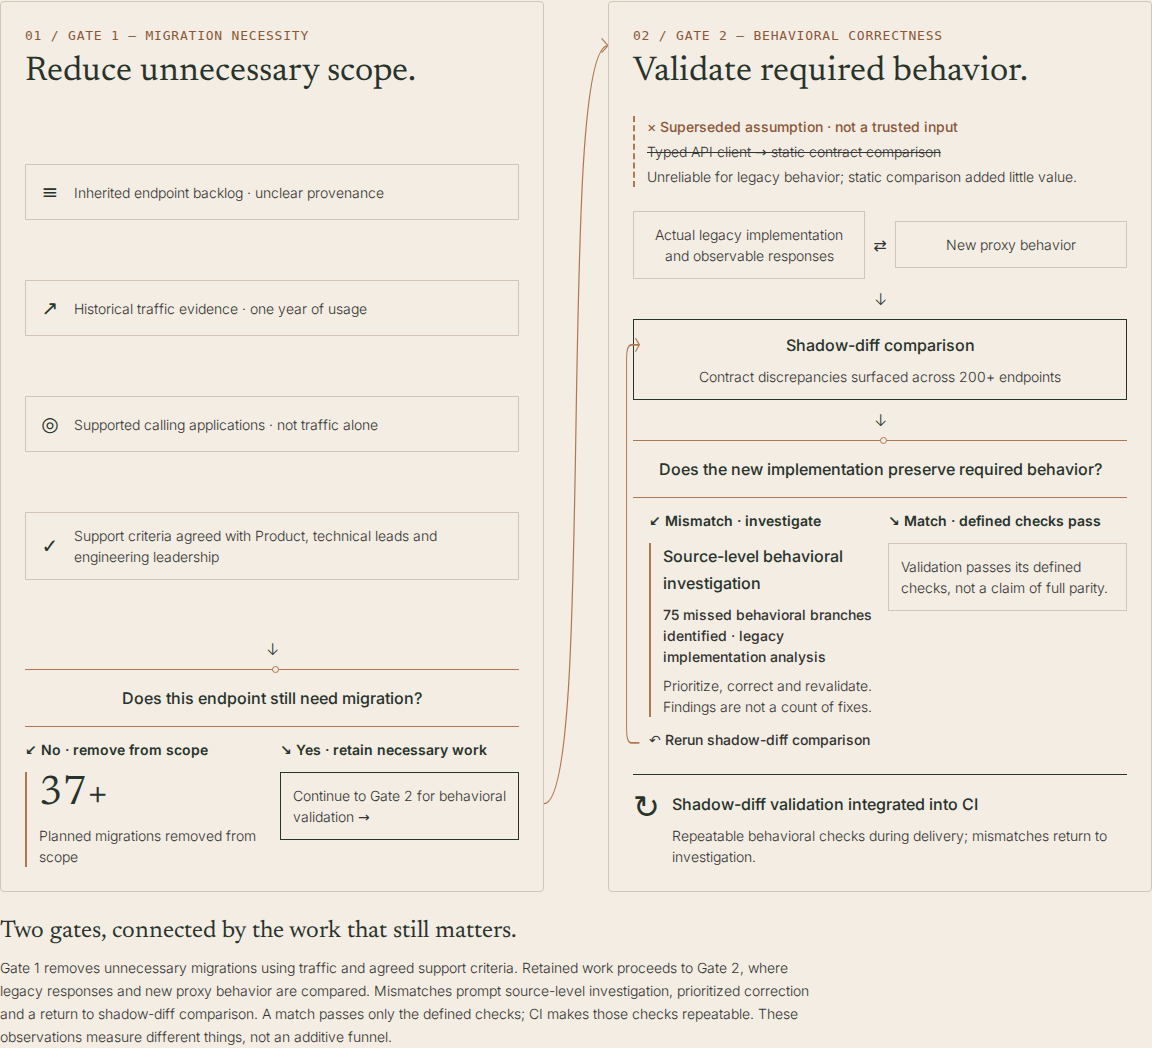 01 / GATE 1 — MIGRATION NECESSITY
Reduce unnecessary scope.
≡ Inherited endpoint backlog · unclear provenance
↗ Historical traffic evidence · one year of usage
◎ Supported calling applications · not traffic alone
✓ Support criteria agreed with Product, technical leads and
engineering leadership
↓
Does this endpoint still need migration?
↙ No · remove from scope
37+
Planned migrations removed from
scope
↘ Yes · retain necessary work
Continue to Gate 2 for behavioral
validation →
02 / GATE 2 — BEHAVIORAL CORRECTNESS
Validate required behavior.
× Superseded assumption · not a trusted input
Typed API client → static contract comparison
Unreliable for legacy behavior; static comparison added little value.
Actual legacy implementation
and observable responses
⇄
New proxy behavior
↓
Shadow-diff comparison
Contract discrepancies surfaced across 200+ endpoints
↓
Does the new implementation preserve required behavior?
↙ Mismatch · investigate
Source-level behavioral
investigation
75 missed behavioral branches
identified · legacy
implementation analysis
Prioritize, correct and revalidate.
Findings are not a count of fixes.
↶ Rerun shadow-diff comparison
↘ Match · defined checks pass
Validation passes its defined
checks, not a claim of full parity.
↻ Shadow-diff validation integrated into CI
Repeatable behavioral checks during delivery; mismatches return to
investigation.
Two gates, connected by the work that still matters.
Gate 1 removes unnecessary migrations using traffic and agreed support criteria. Retained work proceeds to Gate 2, where
legacy responses and new proxy behavior are compared. Mismatches prompt source-level investigation, prioritized correction
and a return to shadow-diff comparison. A match passes only the defined checks; CI makes those checks repeatable. These
observations measure different things, not an additive funnel.